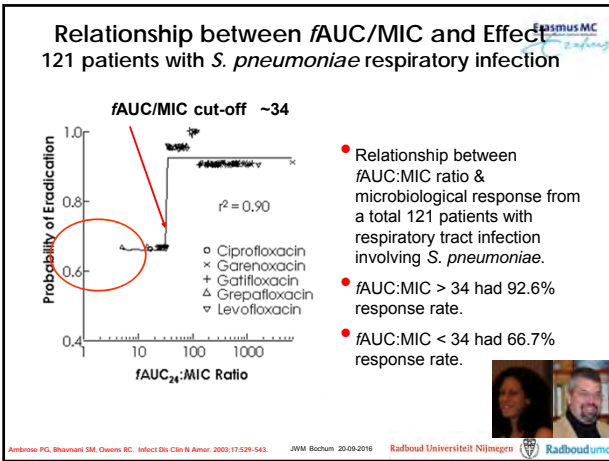 Relationship between fAUC/MIC and Effect
Erasmus MC
121 patients with S. pneumoniae respiratory infection
fAUC/MIC cut-off ~34
Probability of Eradication
1.0
0.8
0.6
0.4
r² = 0.90
Ciprofloxacin
Garenoxacin
Gatifloxacin
Grepafloxacin
Levofloxacin
1 10 100 1000
fAUC24:MIC Ratio
• Relationship between
fAUC:MIC ratio &
microbiological response from
a total 121 patients with
respiratory tract infection
involving S. pneumoniae.
• fAUC:MIC > 34 had 92.6%
response rate.
• fAUC:MIC < 34 had 66.7%
response rate.
Ambrose PG, Bhavnani SM, Owens RC. Infect Dis Clin N Amer. 2003;17:529-543.
JWM Bochum 20-09-2016
Radboud Universiteit Nijmegen
Radboudumc